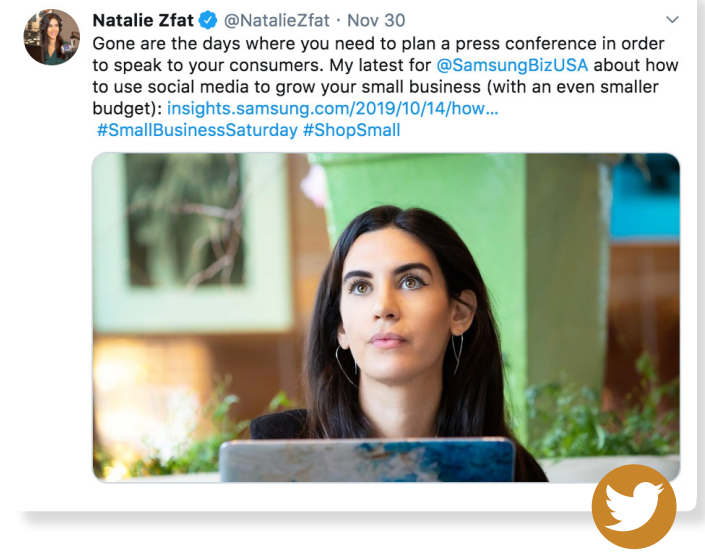 Natalie Zfat @NatalieZfat · Nov 30
Gone are the days where you need to plan a press conference in order
to speak to your consumers. My latest for @SamsungBizUSA about how
to use social media to grow your small business (with an even smaller
budget): insights.samsung.com/2019/10/14/how...
#SmallBusinessSaturday #ShopSmall